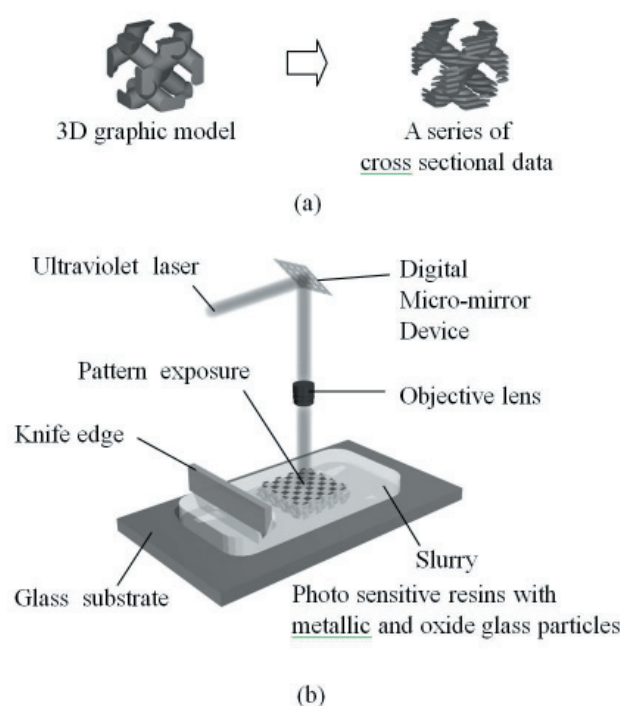 3D graphic model
A series of
cross sectional data
(a)
Ultraviolet laser
Digital
Micro-mirror
Device
Pattern exposure
Objective lens
Knife edge
Slurry
Glass substrate
Photo sensitive resins with
metallic and oxide glass particles
(b)